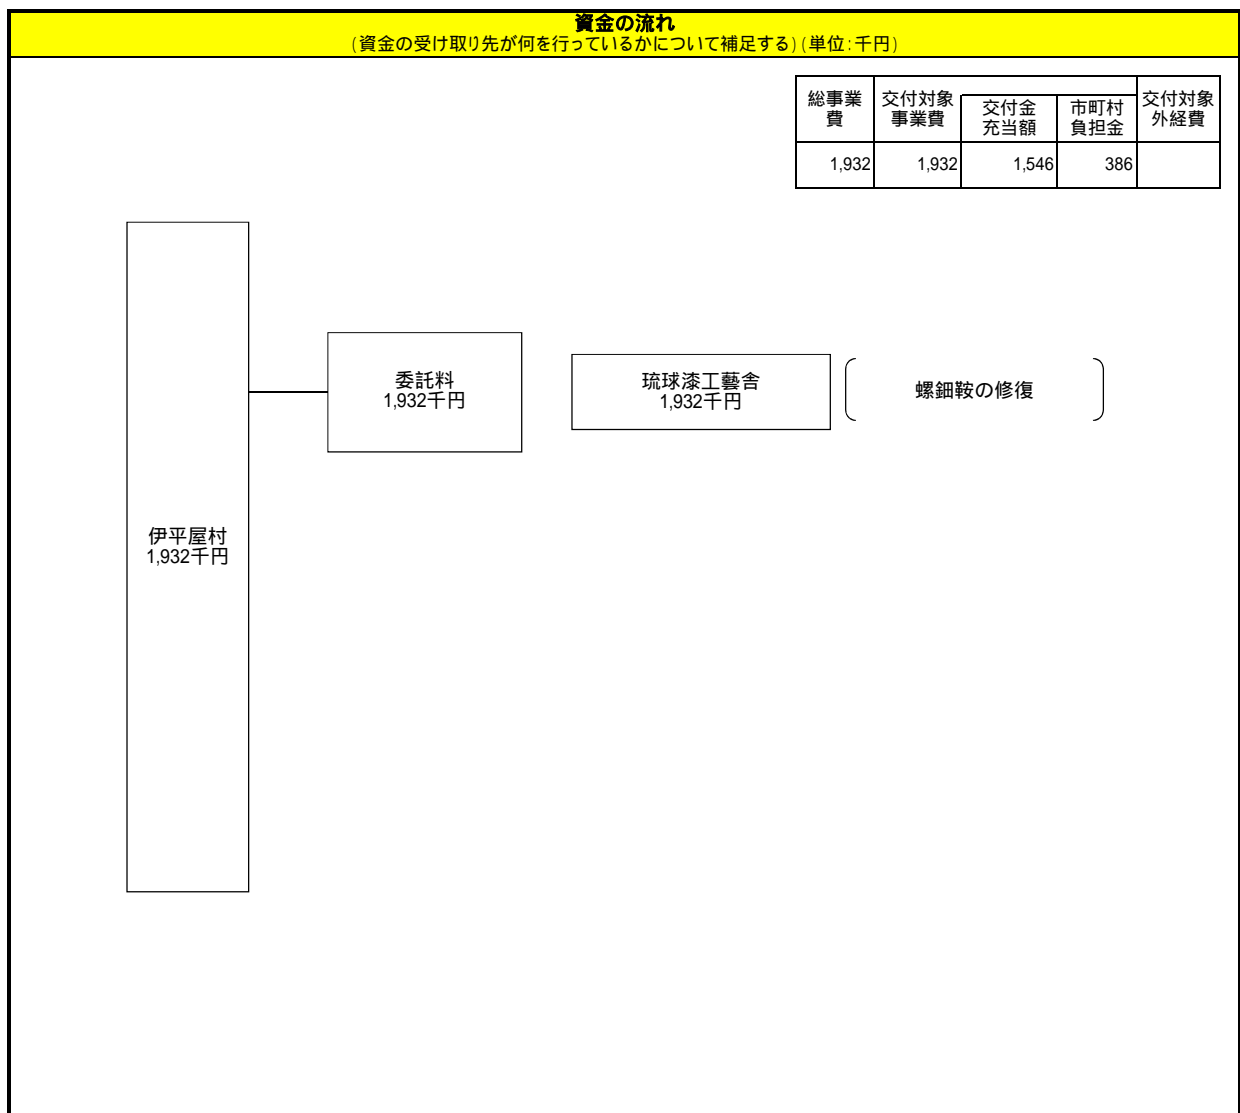 資金の流れ
(資金の受け取り先が何を行っているかについて補足する)(単位:千円)
総事業
費
交付対象
事業費
交付金
充当額
市町村
負担金
交付対象
外経費
1,932 1,932 1,546 386
委託料
1,932千円
琉球漆工藝舎
1,932千円
螺鈿鞍の修復
伊平屋村
1,932千円